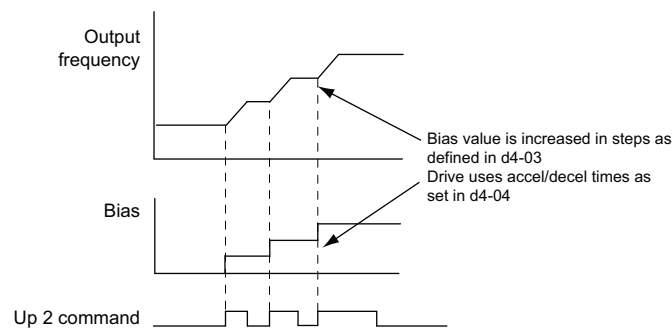 Output
frequency
Bias value is increased in steps as
defined in d4-03
Drive uses accel/decel times as
set in d4-04
Bias
Up 2 command